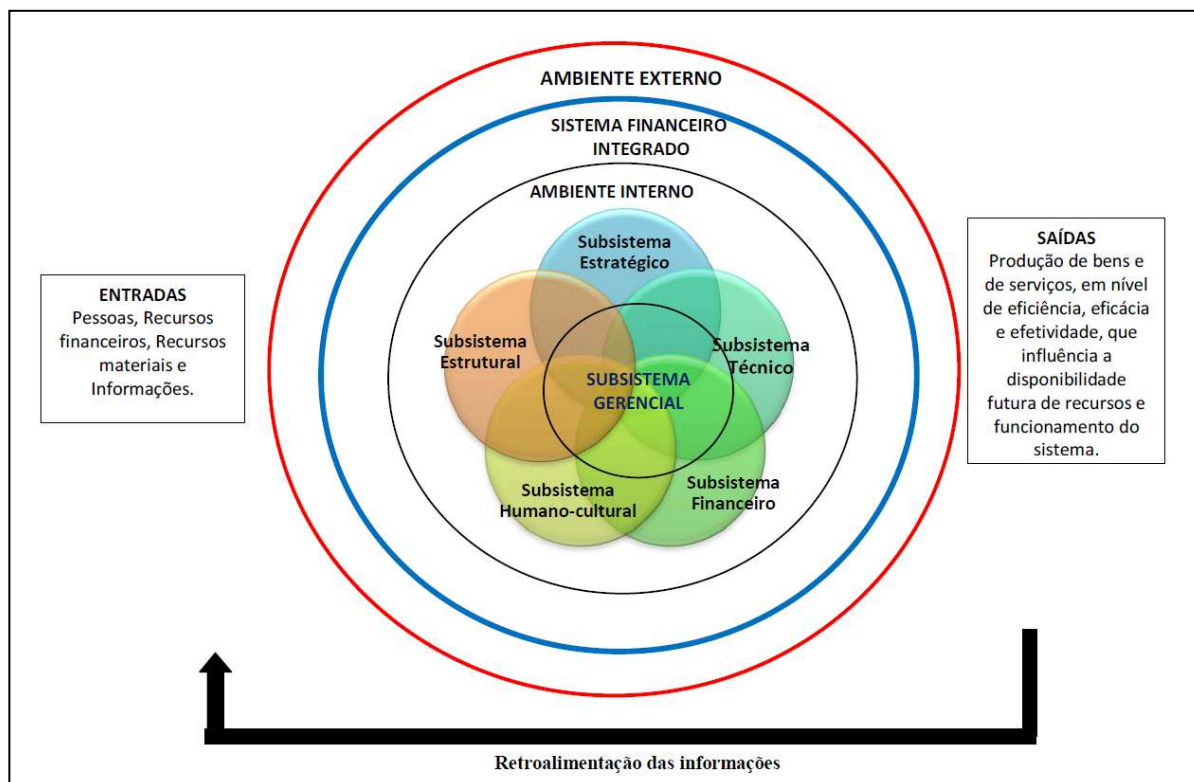 AMBIENTE EXTERNO
SISTEMA FINANCEIRO
INTEGRADO
AMBIENTE INTERNO
Subsistema
Estratégico
Subsistema
Estrutural
Subsistema
Técnico
SUBSISTEMA
GERENCIAL
Subsistema
Humano-cultural
Subsistema
Financeiro
ENTRADAS
Pessoas, Recursos
financeiros, Recursos
materiais e
Informações.
SAÍDAS
Produção de bens e
de serviços, em nível
de eficiência, eficácia
e efetividade, que
influência a
disponibilidade
futura de recursos e
funcionamento do
sistema.
Retroalimentação das informações